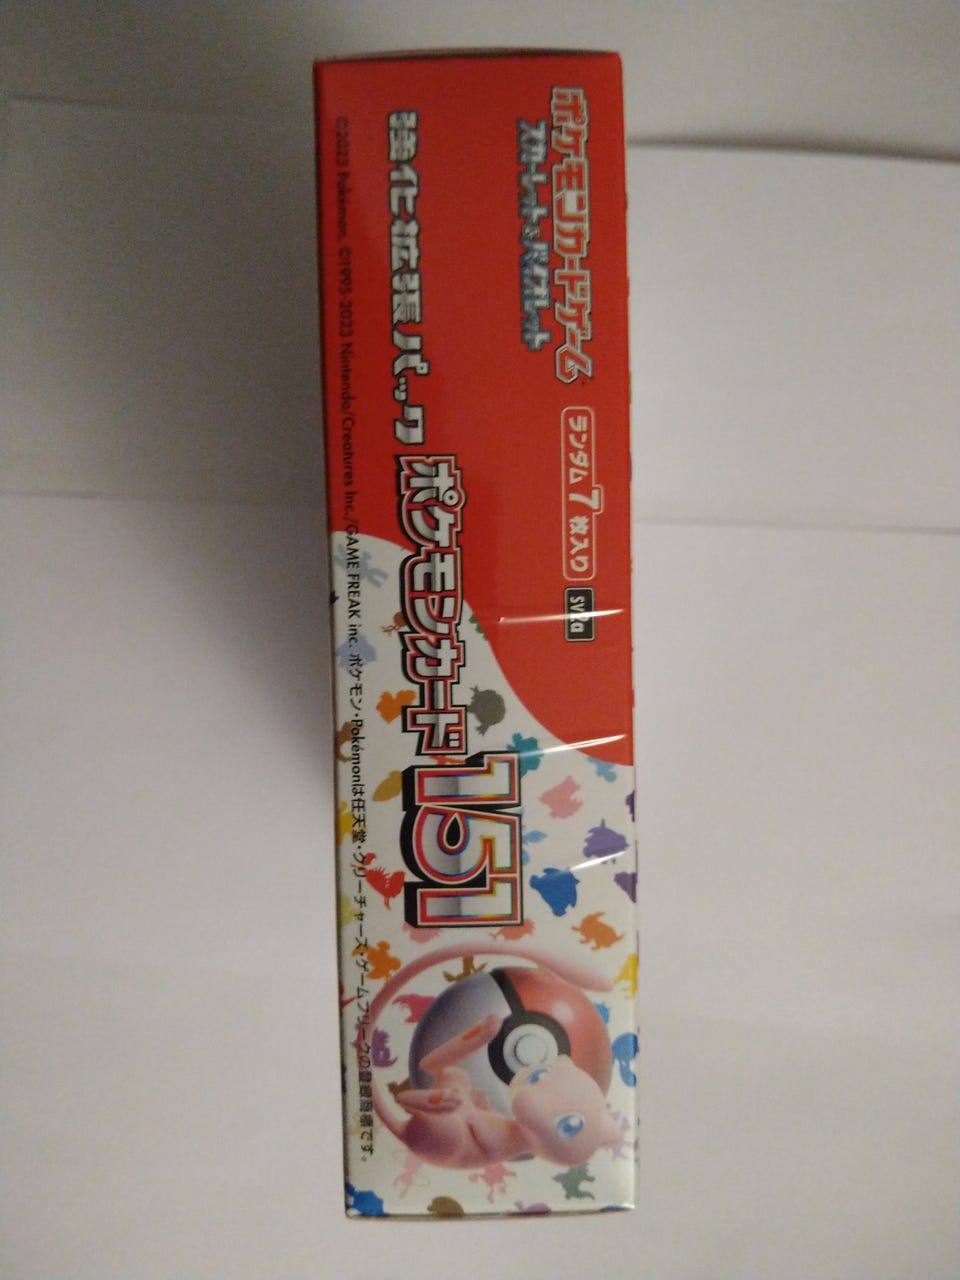 ポケモンカードゲーム
スカーレット&バイオレット
ランダム7枚入り
SV2a
強化拡張パック
ポケモンカード151
©2023 Pokémon. ©1995-2023 Nintendo/Creatures Inc./GAME FREAK inc. ポケモン・Pokémonは任天堂・クリーチャーズ・ゲームフリークの登録商標です。